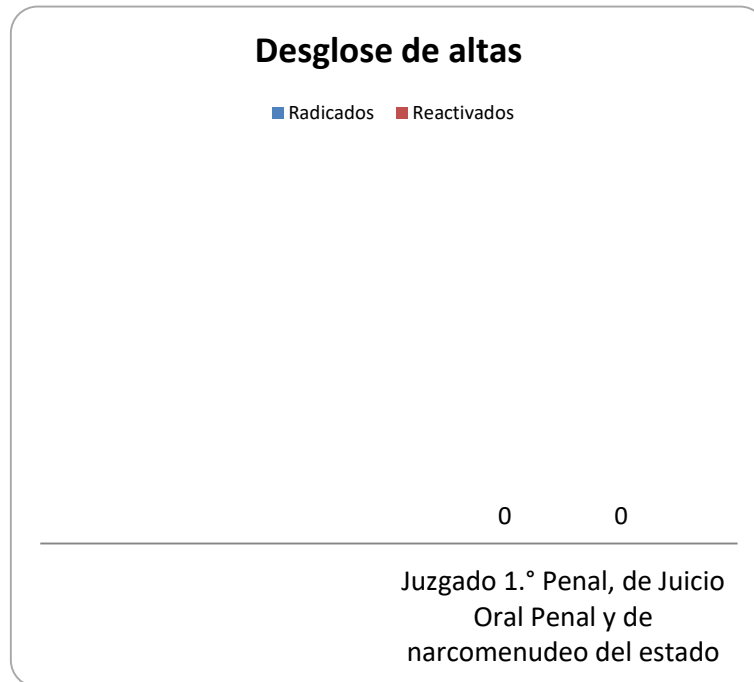 Desglose de altas
Radicados Reactivados
0 0
Juzgado 1.° Penal, de Juicio
Oral Penal y de
narcomenudeo del estado